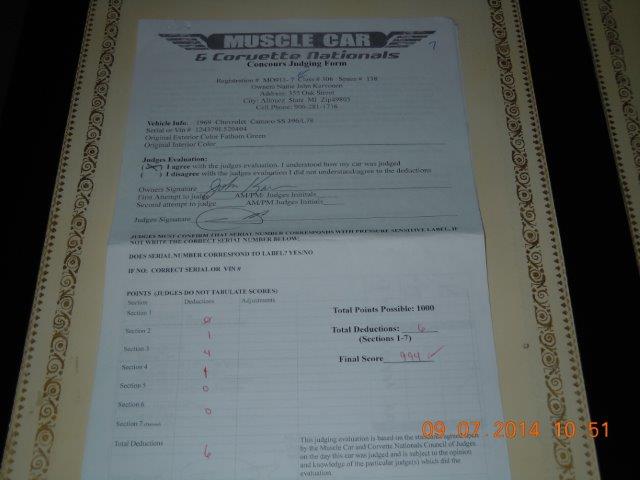 MUSCLE CAR
7
& Corvette Nationals
Concours Judging Form
Registration # MO911- 7 Class # 306 Space # 138
Owners Name John
Address: 355 Oak Street
City: State MI Zip49805
Cell Phone: 906-281-1736
Vehicle Info. 1969 Chevrolet Camaro SS J96/L78
Serial or Vin # 124379L520404
Original Exterior Color Fathom Green
Original Interior Color
Judges Evaluation:
( ) I agree with the judges evaluation. I understood how my car was judged
( ) I disagree with the judges evaluation I did not understand/agree to the deductions
Owners Signature John
First Attempt to judge AM/PM: Judges Initials
Second attempt to judge AM/PM Judges Initials
Judges Signature
JUDGES MUST CONFIRM THAT SERIAL NUMBER CORRESPONDS WITH PRESSURE SENSITIVE LABEL, IF
NOT WRITE THE CORRECT SERIAL NUMBER BELOW:
DOES SERIAL NUMBER CORRESPOND TO LABEL? YES/NO
IF NO: CORRECT SERIAL OR VIN #
POINTS (JUDGES DO NOT TABULATE SCORES)
Section Deductions Adjustments
Section 1 0
Section 2 1
Section 3 4
Section 4 1
Section 5 0
Section 6 0
Section 7
Total Deductions 6
Total Points Possible: 1000
Total Deductions: 6
(Sections 1-7)
Final Score 994 ✓
This judging evaluation is based on the standards agreed upon
by the Muscle Car and Corvette Nationals Council of Judges
on the day this car was judged and is subject to the opinion
and knowledge of the particular judge(s) which did the
evaluation.
09.07.2014 10:51